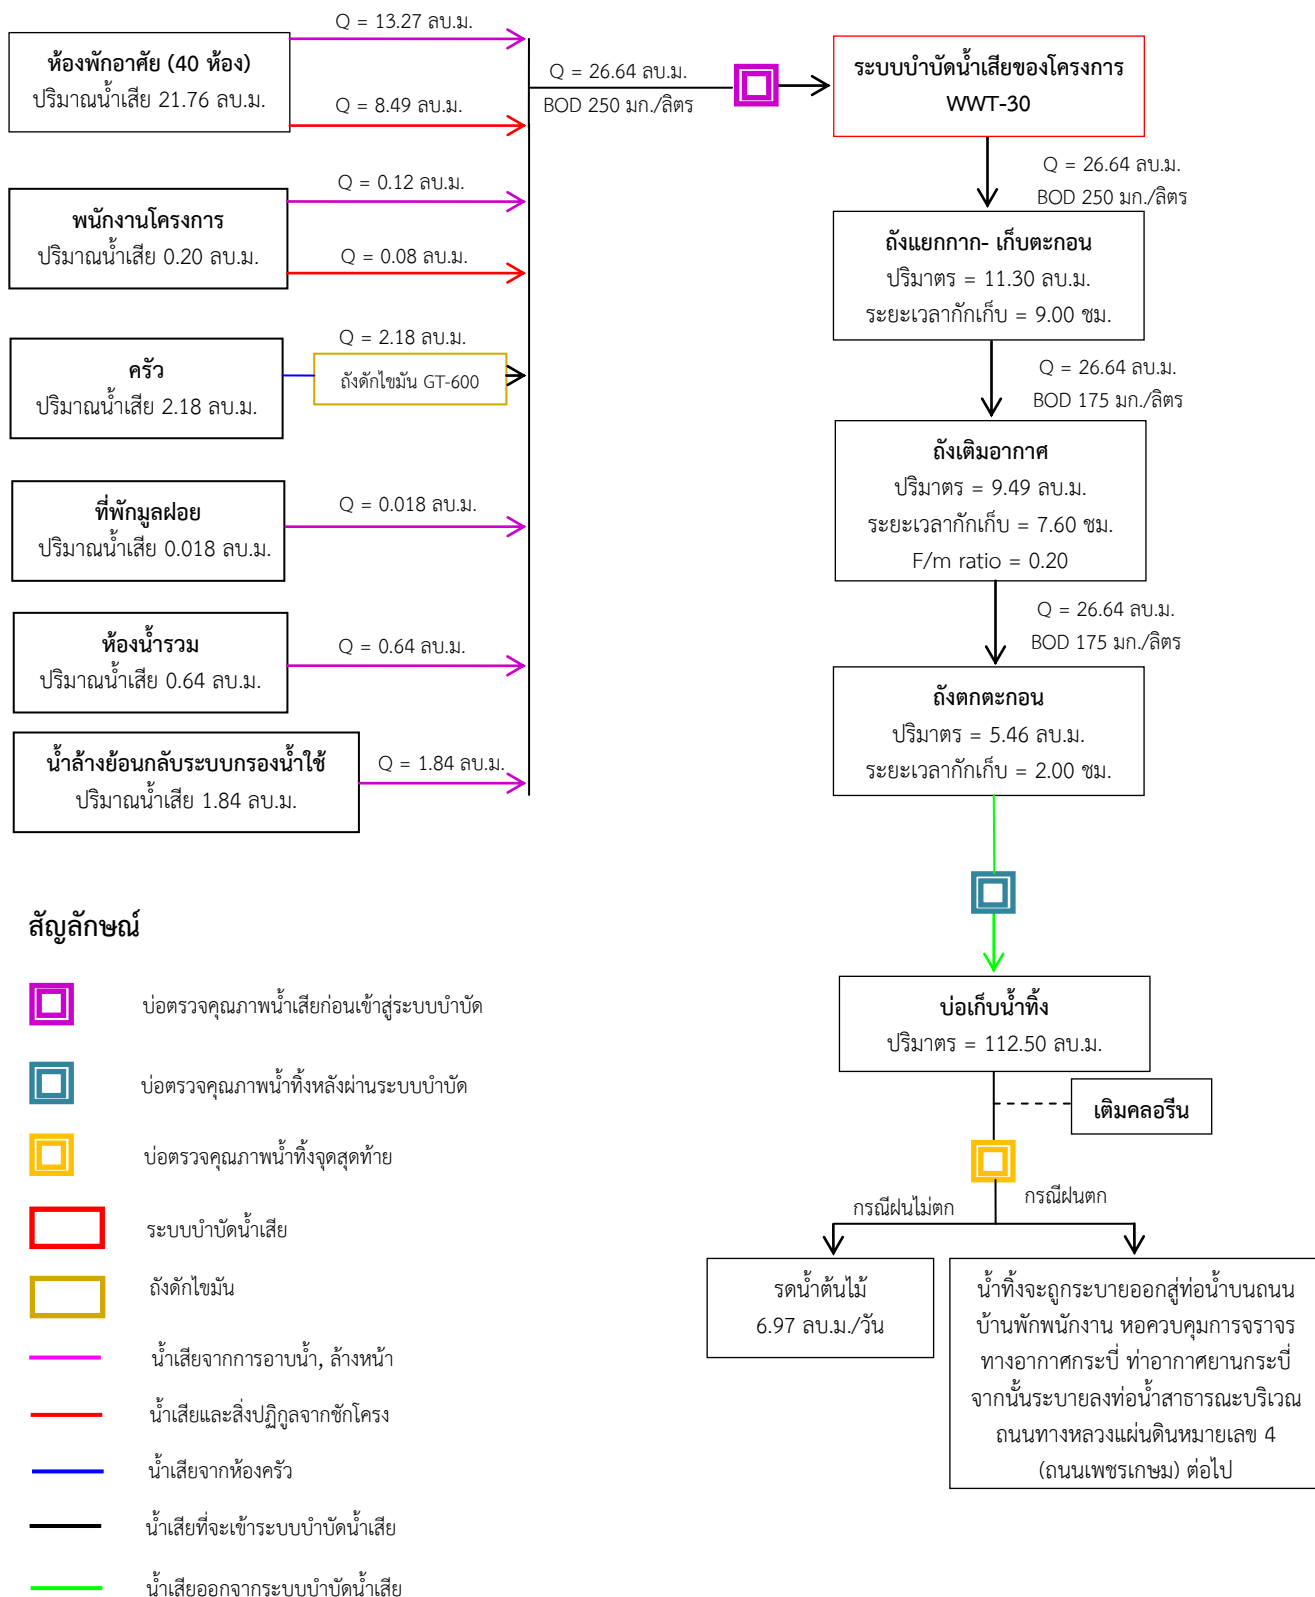 ห้องพักอาศัย (40 ห้อง)
ปริมาณน้ำเสีย 21.76 ลบ.ม.
Q = 13.27 ลบ.ม.
Q = 8.49 ลบ.ม.
พนักงานโครงการ
ปริมาณน้ำเสีย 0.20 ลบ.ม.
Q = 0.12 ลบ.ม.
Q = 0.08 ลบ.ม.
ครัว
ปริมาณน้ำเสีย 2.18 ลบ.ม.
Q = 2.18 ลบ.ม.
ถังดักไขมัน GT-600
ที่พักมูลฝอย
ปริมาณน้ำเสีย 0.018 ลบ.ม.
Q = 0.018 ลบ.ม.
ห้องน้ำรวม
ปริมาณน้ำเสีย 0.64 ลบ.ม.
Q = 0.64 ลบ.ม.
น้ำล้างย้อนกลับระบบกรองน้ำใช้
ปริมาณน้ำเสีย 1.84 ลบ.ม.
Q = 1.84 ลบ.ม.
Q = 26.64 ลบ.ม.
BOD 250 มก./ลิตร
ระบบบำบัดน้ำเสียของโครงการ
WWT-30
Q = 26.64 ลบ.ม.
BOD 250 มก./ลิตร
ถังแยกกาก- เก็บตะกอน
ปริมาตร = 11.30 ลบ.ม.
ระยะเวลากักเก็บ = 9.00 ชม.
Q = 26.64 ลบ.ม.
BOD 175 มก./ลิตร
ถังเติมอากาศ
ปริมาตร = 9.49 ลบ.ม.
ระยะเวลากักเก็บ = 7.60 ชม.
F/m ratio = 0.20
Q = 26.64 ลบ.ม.
BOD 175 มก./ลิตร
ถังตกตะกอน
ปริมาตร = 5.46 ลบ.ม.
ระยะเวลากักเก็บ = 2.00 ชม.
บ่อเก็บน้ำทิ้ง
ปริมาตร = 112.50 ลบ.ม.
เติมคลอรีน
กรณีฝนไม่ตก
กรณีฝนตก
รดน้ำต้นไม้
6.97 ลบ.ม./วัน
น้ำทิ้งจะถูกระบายออกสู่ท่อน้ำบนถนน
บ้านพักพนักงาน หอควบคุมการจราจร
ทางอากาศกระบี่ ท่าอากาศยานกระบี่
จากนั้นระบายลงท่อน้ำสาธารณะบริเวณ
ถนนทางหลวงแผ่นดินหมายเลข 4
(ถนนเพชรเกษม) ต่อไป
สัญลักษณ์
บ่อตรวจคุณภาพน้ำเสียก่อนเข้าสู่ระบบบำบัด
บ่อตรวจคุณภาพน้ำทิ้งหลังผ่านระบบบำบัด
บ่อตรวจคุณภาพน้ำทิ้งจุดสุดท้าย
ระบบบำบัดน้ำเสีย
ถังดักไขมัน
น้ำเสียจากการอาบน้ำ, ล้างหน้า
น้ำเสียและสิ่งปฏิกูลจากชักโครง
น้ำเสียจากห้องครัว
น้ำเสียที่จะเข้าระบบบำบัดน้ำเสีย
น้ำเสียออกจากระบบบำบัดน้ำเสีย